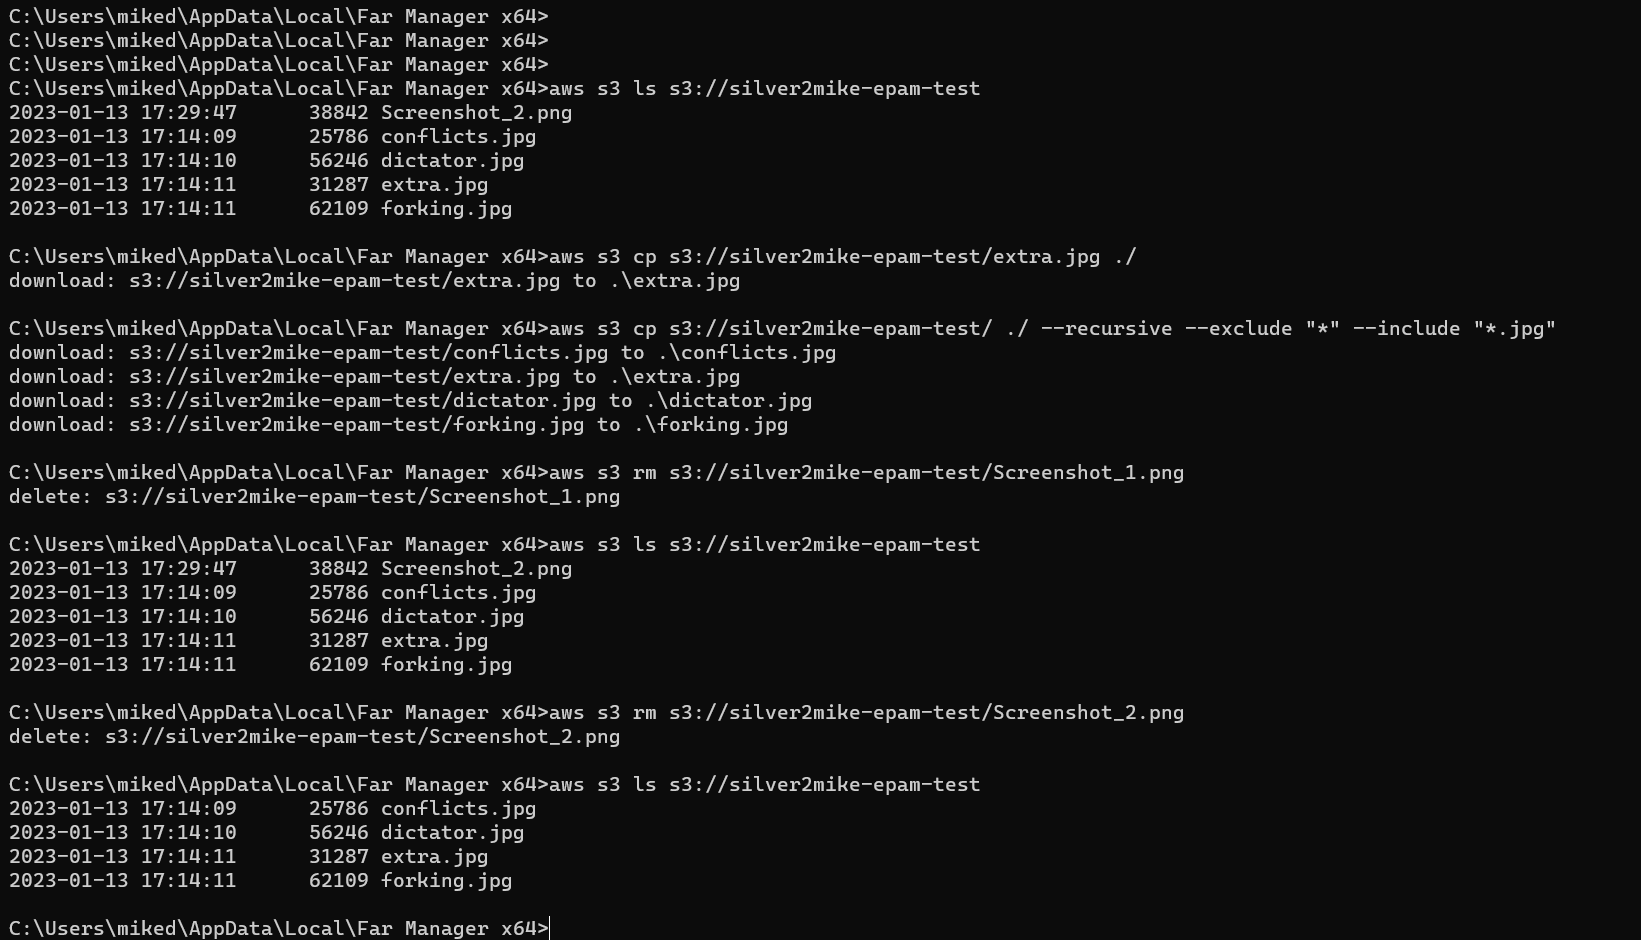 C:\Users\miked\AppData\Local\Far Manager x64>
C:\Users\miked\AppData\Local\Far Manager x64>
C:\Users\miked\AppData\Local\Far Manager x64>
C:\Users\miked\AppData\Local\Far Manager x64>aws s3 ls s3://silver2mike-epam-test
2023-01-13 17:29:47      38842 Screenshot_2.png
2023-01-13 17:14:09      25786 conflicts.jpg
2023-01-13 17:14:10      56246 dictator.jpg
2023-01-13 17:14:11      31287 extra.jpg
2023-01-13 17:14:11      62109 forking.jpg

C:\Users\miked\AppData\Local\Far Manager x64>aws s3 cp s3://silver2mike-epam-test/extra.jpg ./
download: s3://silver2mike-epam-test/extra.jpg to .\extra.jpg

C:\Users\miked\AppData\Local\Far Manager x64>aws s3 cp s3://silver2mike-epam-test/ ./ --recursive --exclude "*" --include "*.jpg"
download: s3://silver2mike-epam-test/conflicts.jpg to .\conflicts.jpg
download: s3://silver2mike-epam-test/extra.jpg to .\extra.jpg
download: s3://silver2mike-epam-test/dictator.jpg to .\dictator.jpg
download: s3://silver2mike-epam-test/forking.jpg to .\forking.jpg

C:\Users\miked\AppData\Local\Far Manager x64>aws s3 rm s3://silver2mike-epam-test/Screenshot_1.png
delete: s3://silver2mike-epam-test/Screenshot_1.png

C:\Users\miked\AppData\Local\Far Manager x64>aws s3 ls s3://silver2mike-epam-test
2023-01-13 17:29:47      38842 Screenshot_2.png
2023-01-13 17:14:09      25786 conflicts.jpg
2023-01-13 17:14:10      56246 dictator.jpg
2023-01-13 17:14:11      31287 extra.jpg
2023-01-13 17:14:11      62109 forking.jpg

C:\Users\miked\AppData\Local\Far Manager x64>aws s3 rm s3://silver2mike-epam-test/Screenshot_2.png
delete: s3://silver2mike-epam-test/Screenshot_2.png

C:\Users\miked\AppData\Local\Far Manager x64>aws s3 ls s3://silver2mike-epam-test
2023-01-13 17:14:09      25786 conflicts.jpg
2023-01-13 17:14:10      56246 dictator.jpg
2023-01-13 17:14:11      31287 extra.jpg
2023-01-13 17:14:11      62109 forking.jpg

C:\Users\miked\AppData\Local\Far Manager x64>